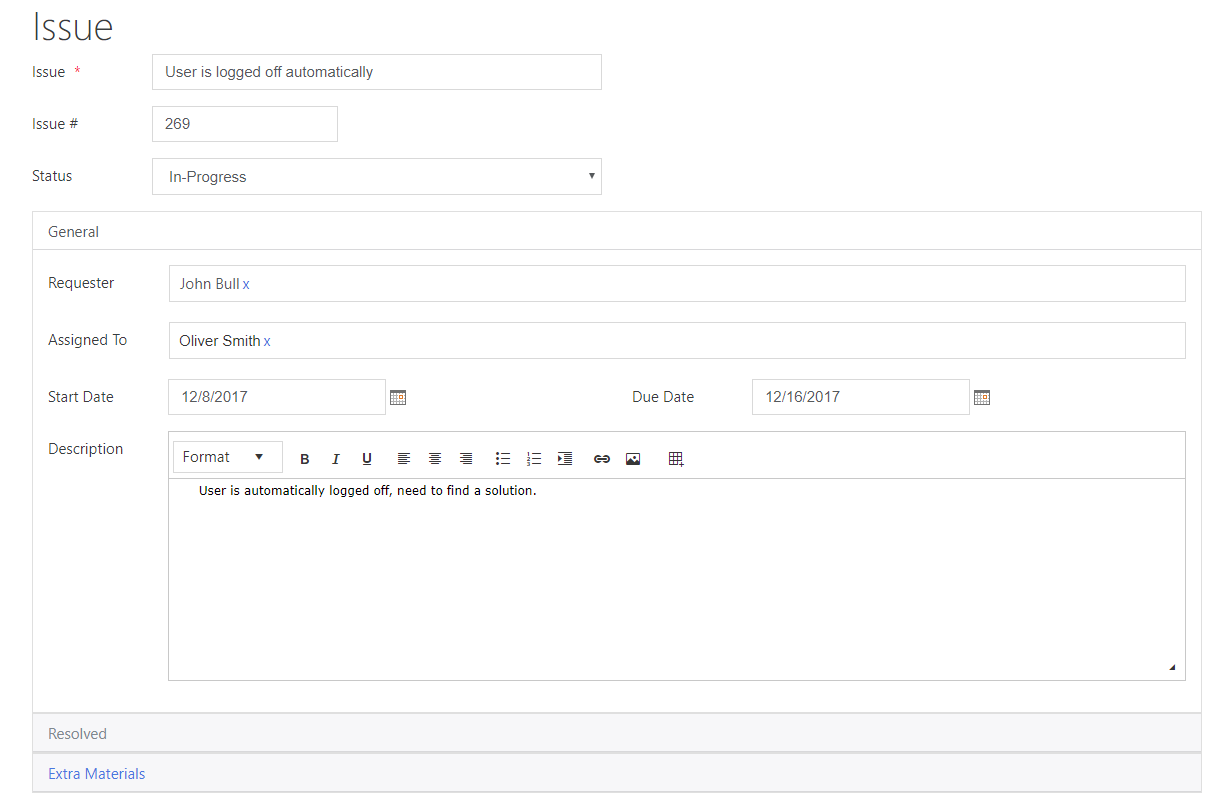 Issue
Issue * User is logged off automatically
Issue # 269
Status In-Progress
General
Requester John Bull x
Assigned To Oliver Smith x
Start Date 12/8/2017 Due Date 12/16/2017
Description Format B I U
User is automatically logged off, need to find a solution.
Resolved
Extra Materials